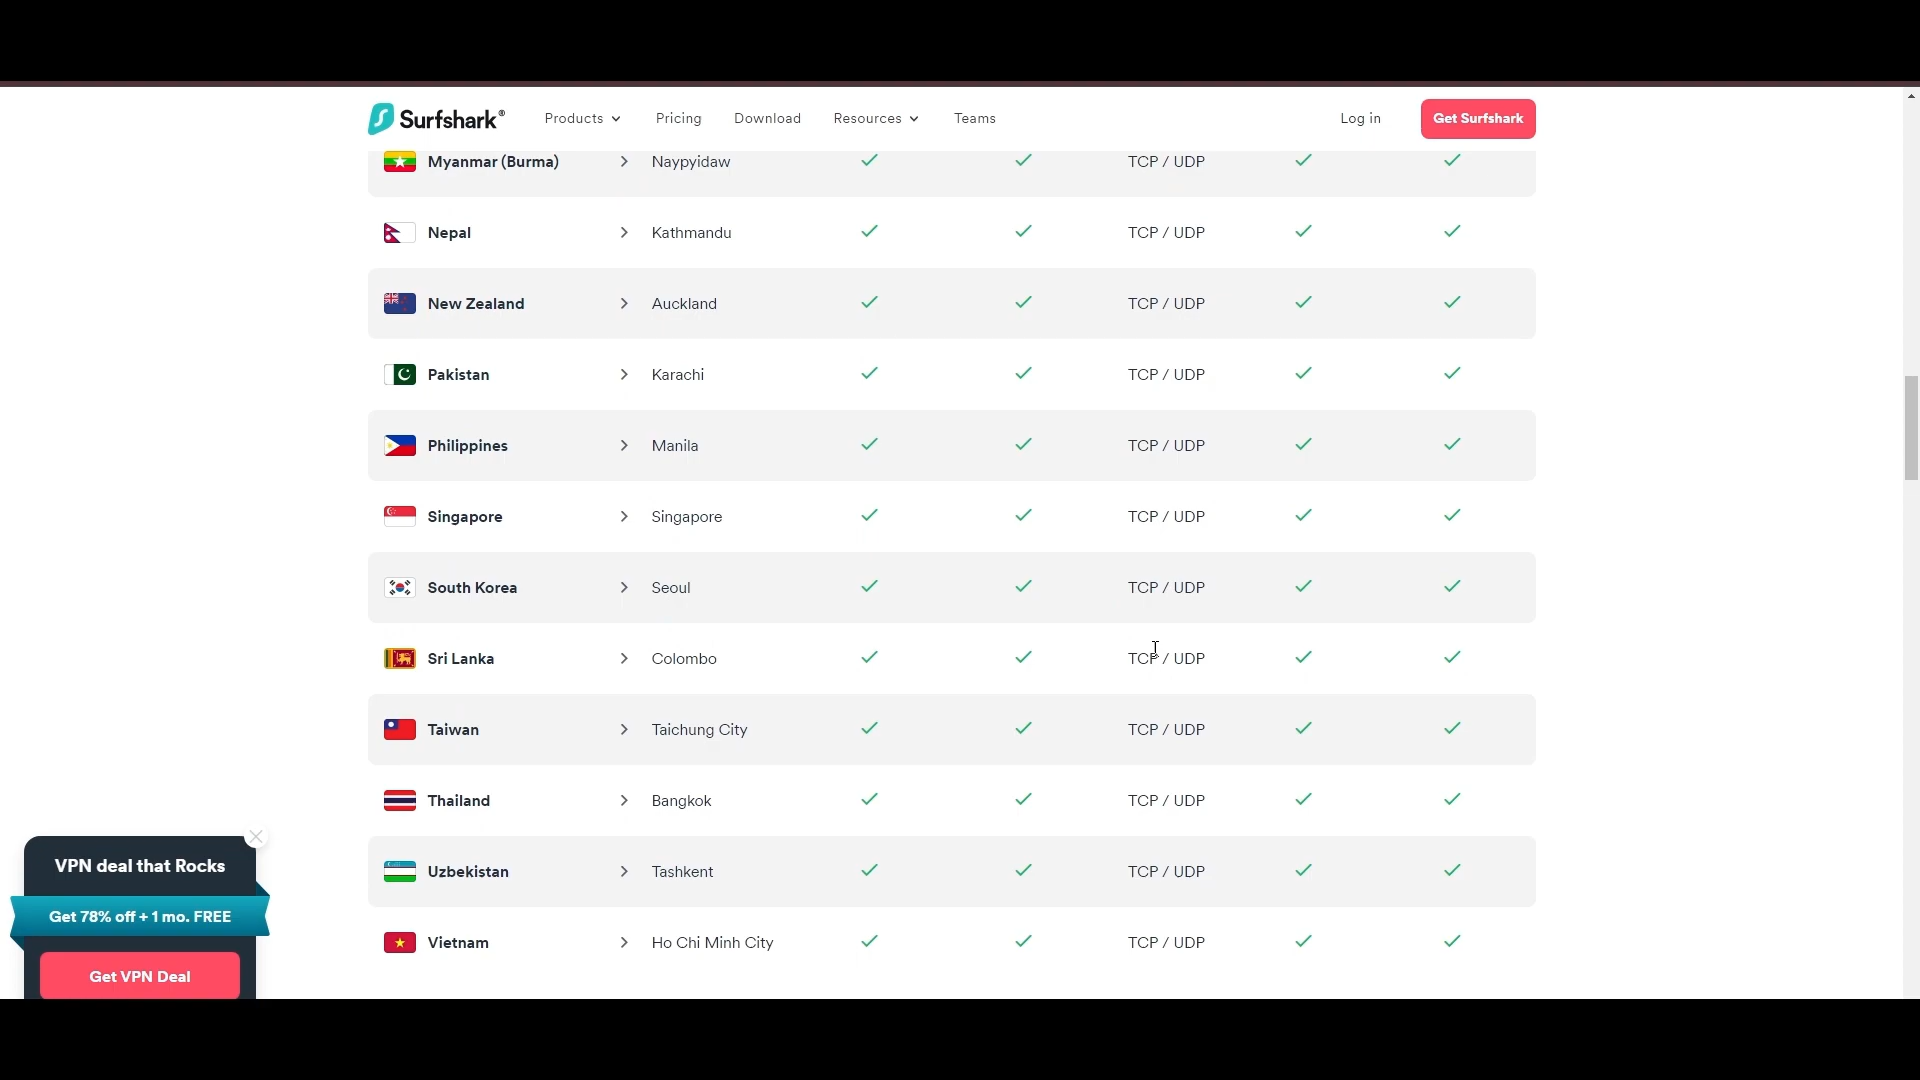 Surfshark® Products Pricing Download Resources Teams Log in Get Surfshark
Myanmar (Burma) Naypyidaw TCP / UDP
Nepal Kathmandu TCP / UDP
New Zealand Auckland TCP / UDP
Pakistan Karachi TCP / UDP
Philippines Manila TCP / UDP
Singapore Singapore TCP / UDP
South Korea Seoul TCP / UDP
Sri Lanka Colombo TCP / UDP
Taiwan Taichung City TCP / UDP
Thailand Bangkok TCP / UDP
Uzbekistan Tashkent TCP / UDP
Vietnam Ho Chi Minh City TCP / UDP
VPN deal that Rocks
Get 78% off + 1 mo. FREE
Get VPN Deal